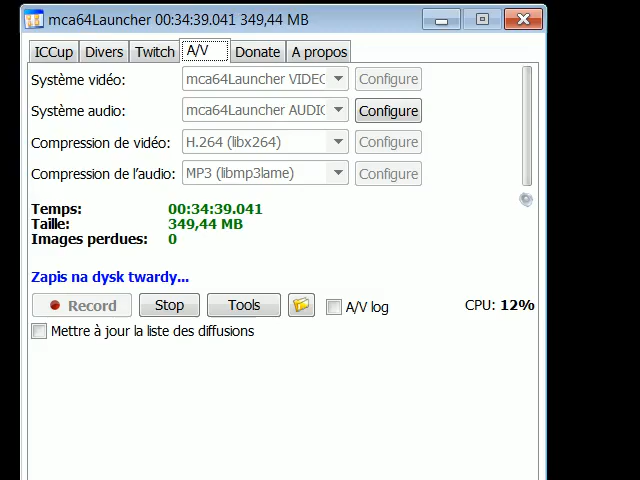 mca64Launcher 00:34:39.041 349,44 MB
ICCup Divers Twitch A/V Donate A propos
Système vidéo: mca64Launcher VIDEO Configure
Système audio: mca64Launcher AUDIO Configure
Compression de vidéo: H.264 (libx264) Configure
Compression de l'audio: MP3 (libmp3lame) Configure
Temps: 00:34:39.041
Taille: 349,44 MB
Images perdues: 0
Zapis na dysk twardy...
Record Stop Tools A/V log CPU: 12%
Mettre à jour la liste des diffusions